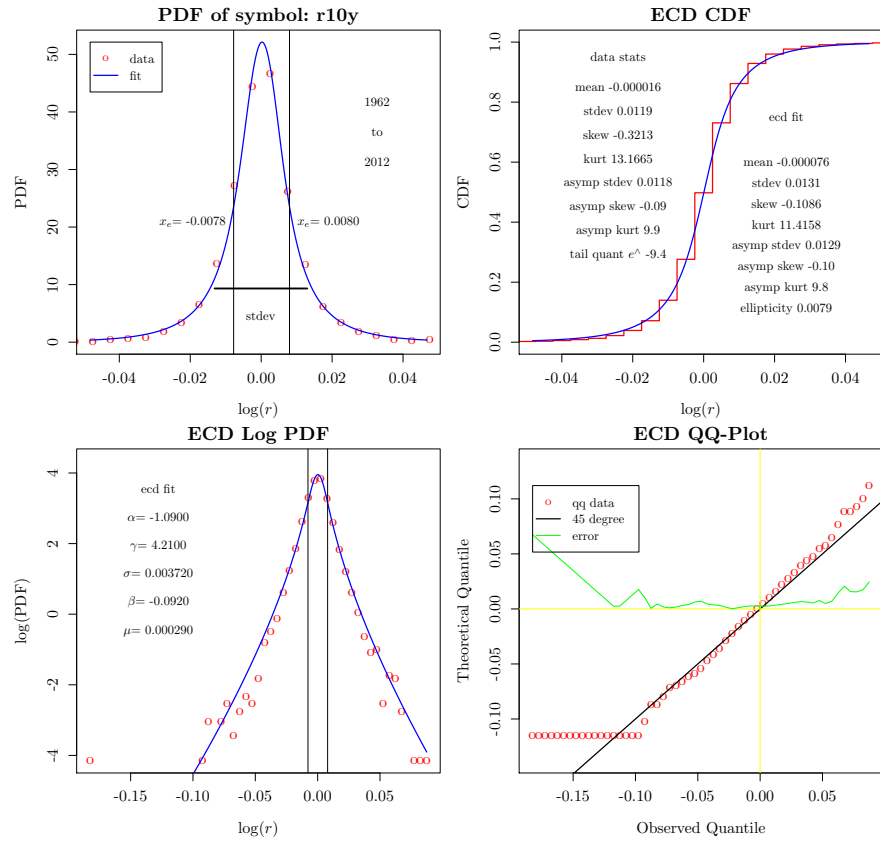 PDF of symbol: r10y
data
fit
1962
to
2012
xₑ= -0.0078
xₑ= 0.0080
stdev
PDF
0
10
20
30
40
50
-0.04
-0.02
0.00
0.02
0.04
log(r)
ECD CDF
data stats
mean -0.000016
stdev 0.0119
skew -0.3213
kurt 13.1665
asymp stdev 0.0118
asymp skew -0.09
asymp kurt 9.9
tail quant e^ -9.4
ecd fit
mean -0.000076
stdev 0.0131
skew -0.1086
kurt 11.4158
asymp stdev 0.0129
asymp skew -0.10
asymp kurt 9.8
ellipticity 0.0079
CDF
0.0
0.2
0.4
0.6
0.8
1.0
-0.04
-0.02
0.00
0.02
0.04
log(r)
ECD Log PDF
ecd fit
α= -1.0900
γ= 4.2100
σ= 0.003720
β= -0.0920
μ= 0.000290
log(PDF)
-4
-2
0
2
4
-0.15
-0.10
-0.05
0.00
0.05
log(r)
ECD QQ-Plot
qq data
45 degree
error
Theoretical Quantile
-0.10
-0.05
0.00
0.05
0.10
-0.15
-0.10
-0.05
0.00
0.05
Observed Quantile